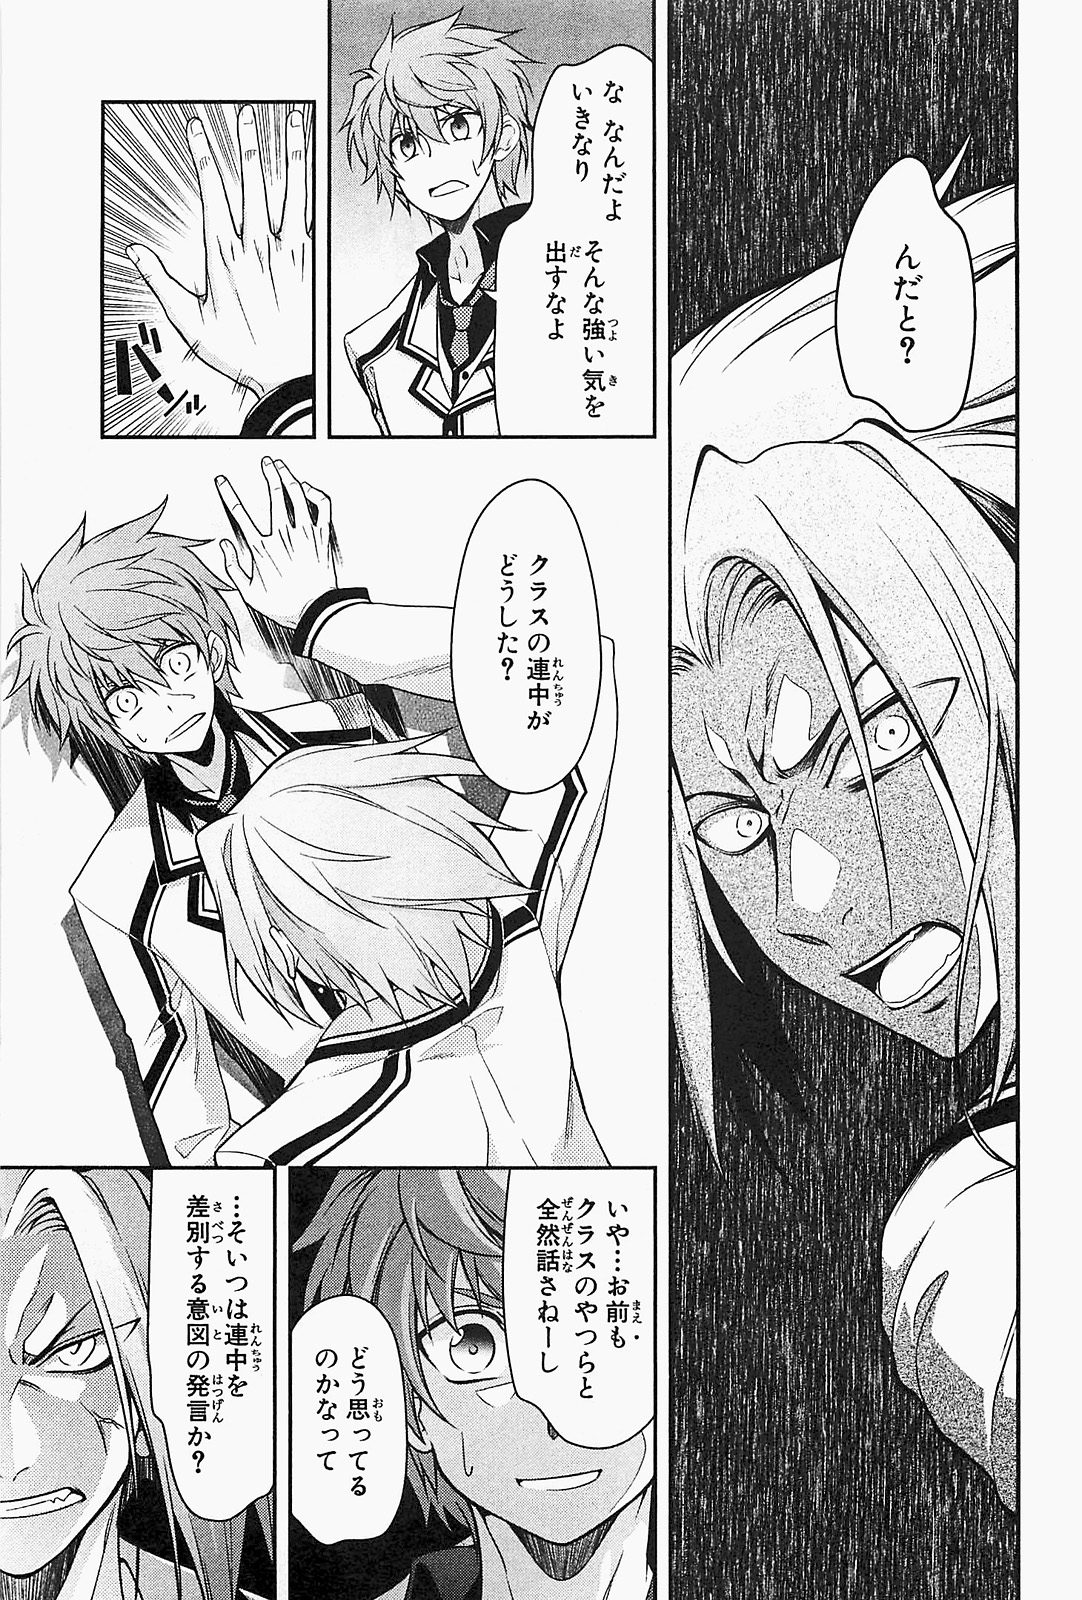 んだと?
な なんだよ
いきなり
そんな強い気を
出すなよ
ドンッ
クラスの連中が
どうした?
いや…お前も
クラスのやつらと
全然話さねーし
どう思ってる
のかなって
…そいつは連中を
差別する意図の発言か?